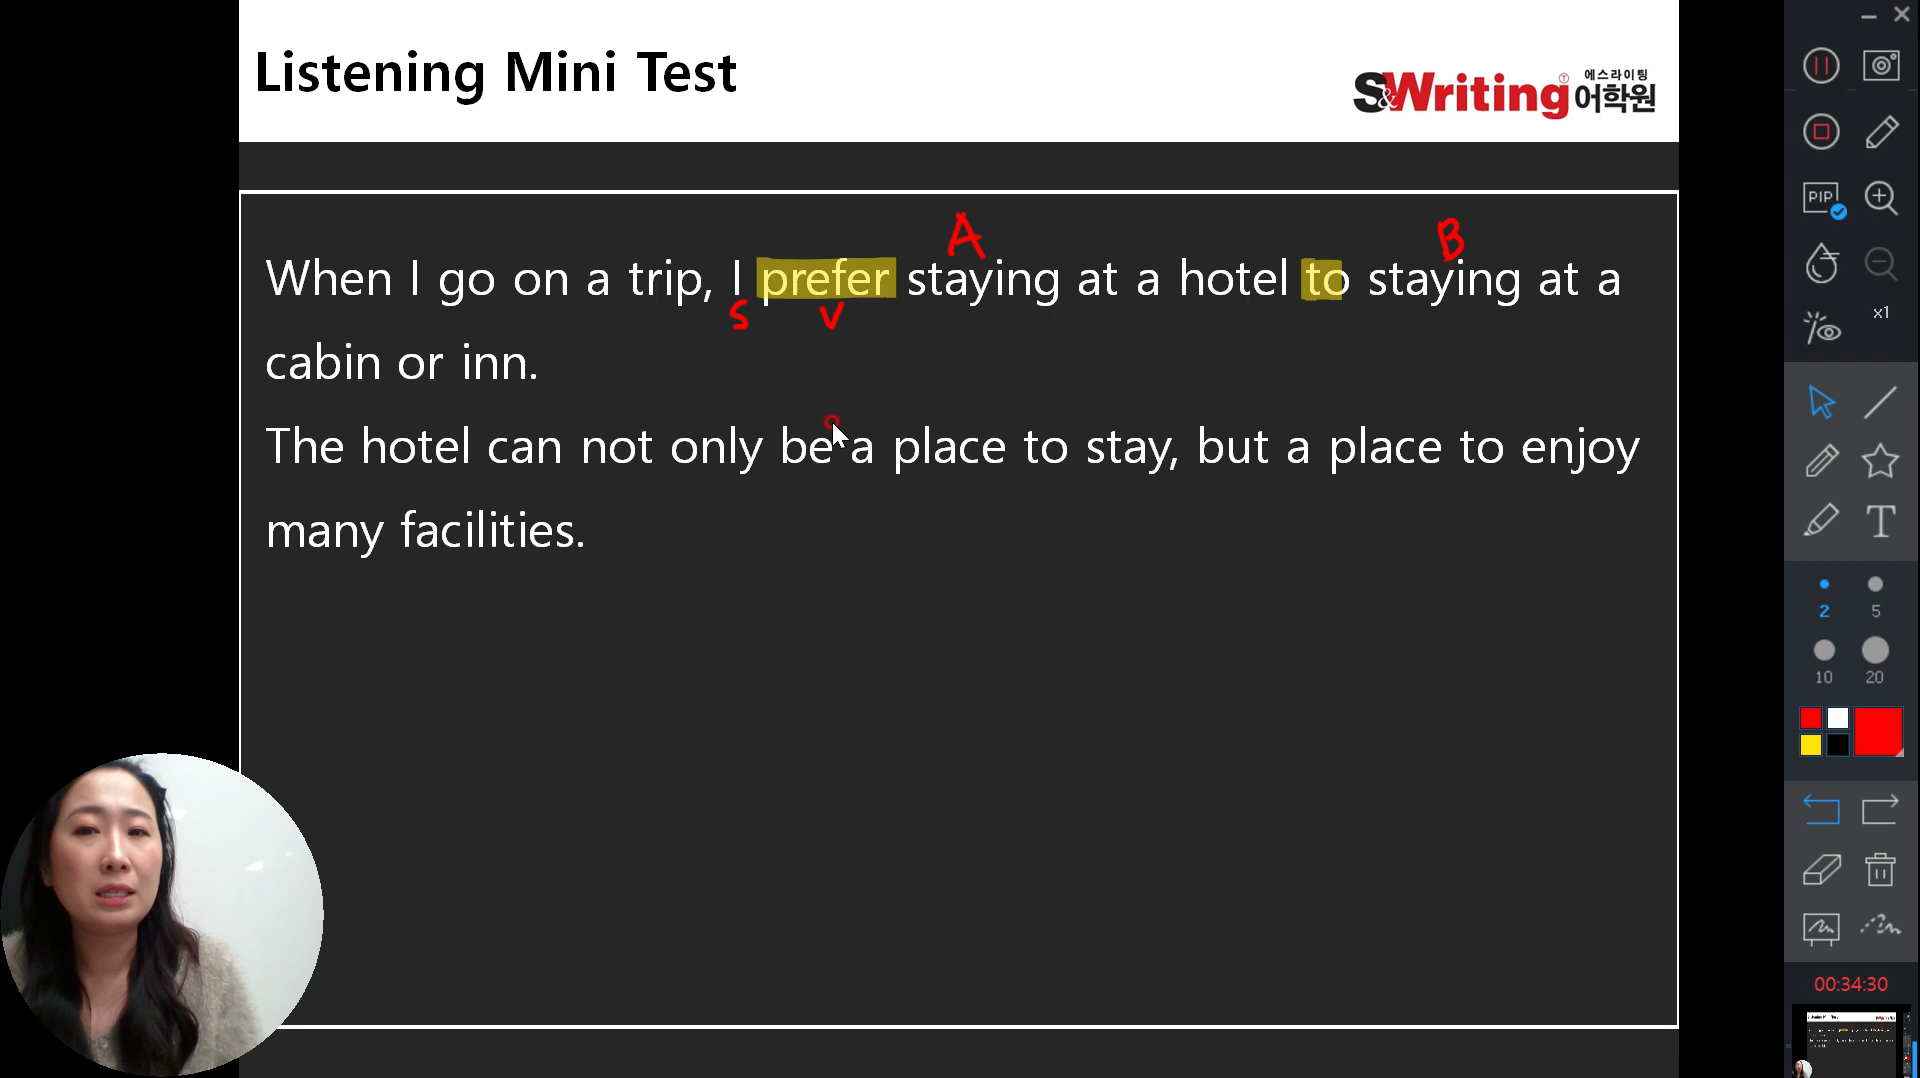 Listening Mini Test
S&Writing 에스라이팅 어학원
A B
When I go on a trip, I prefer staying at a hotel to staying at a
S V
cabin or inn.
The hotel can not only be a place to stay, but a place to enjoy
many facilities.
PIP
x1
T
2 5
10 20
00:34:30